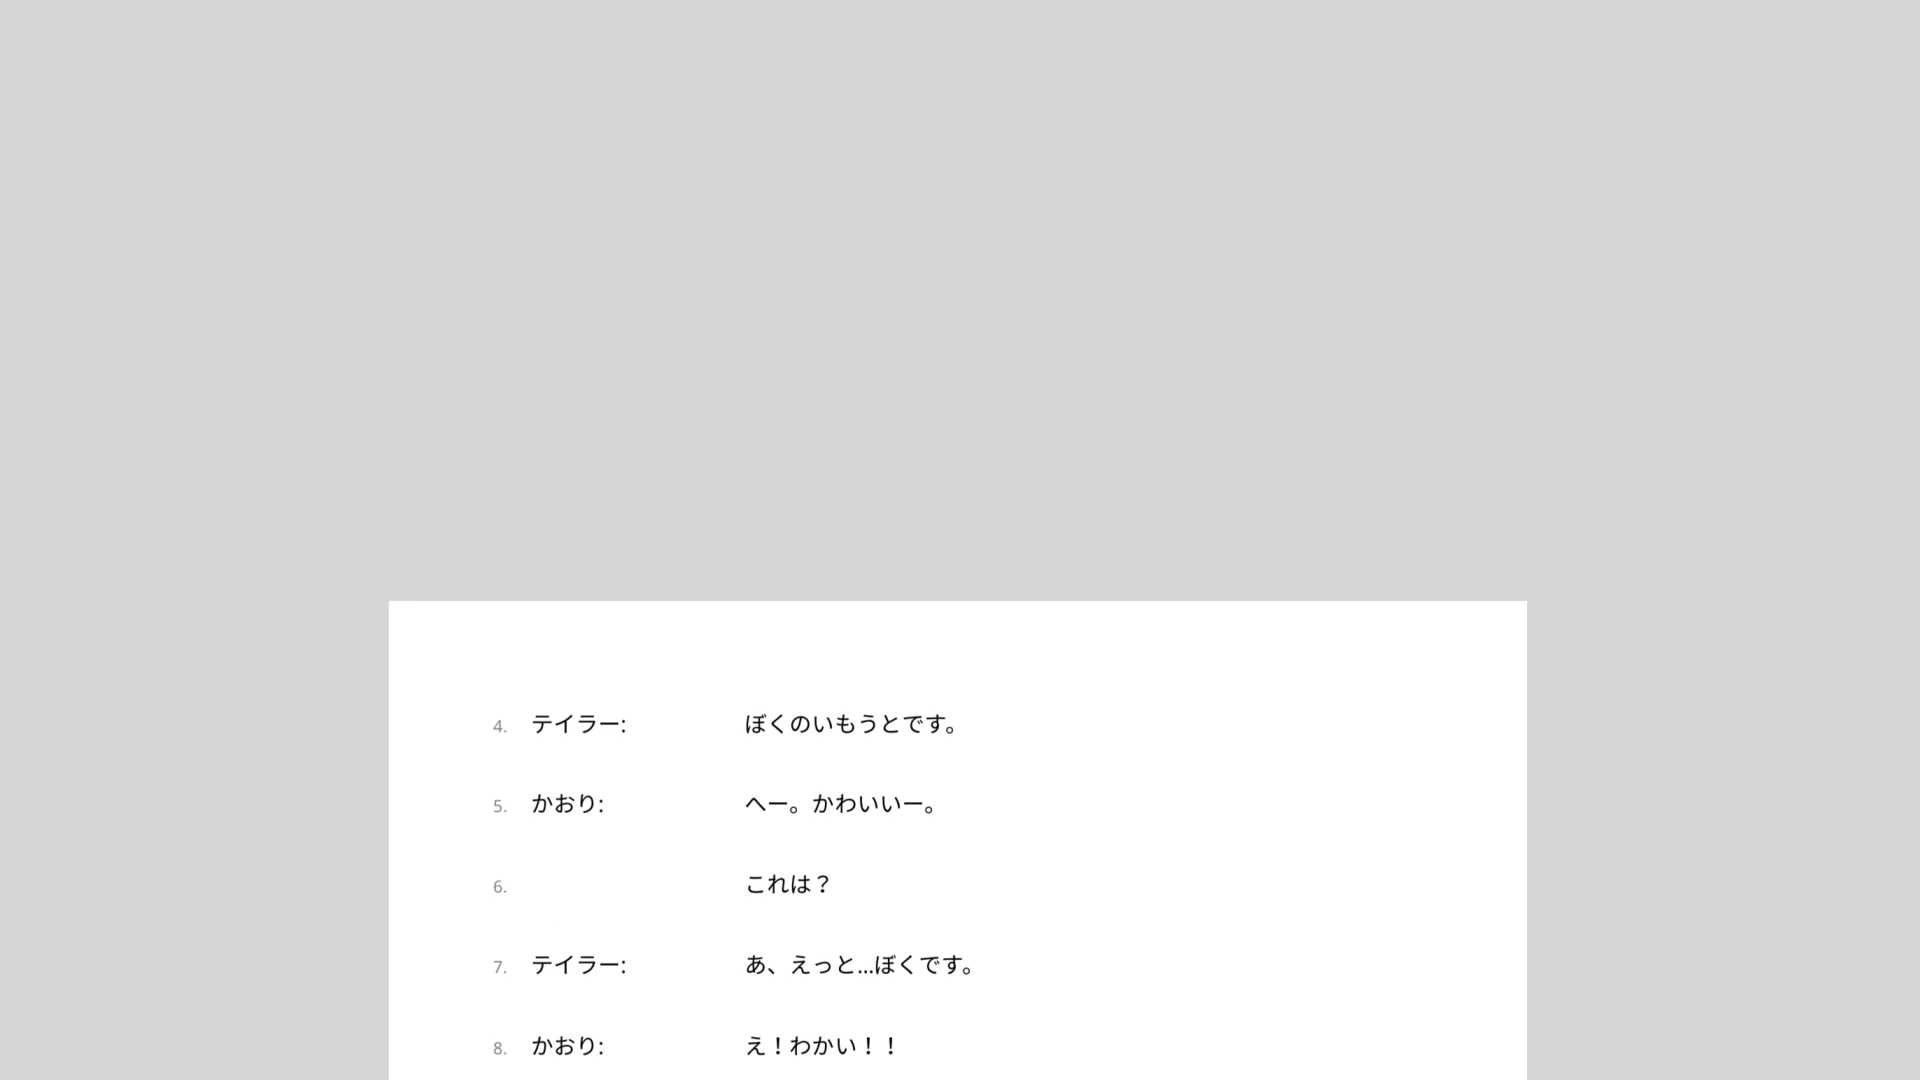 4. テイラー: ぼくのいもうとです。
5. かおり: へー。かわいいー。
6. これは？
7. テイラー: あ、えっと...ぼくです。
8. かおり: え！わかい！！